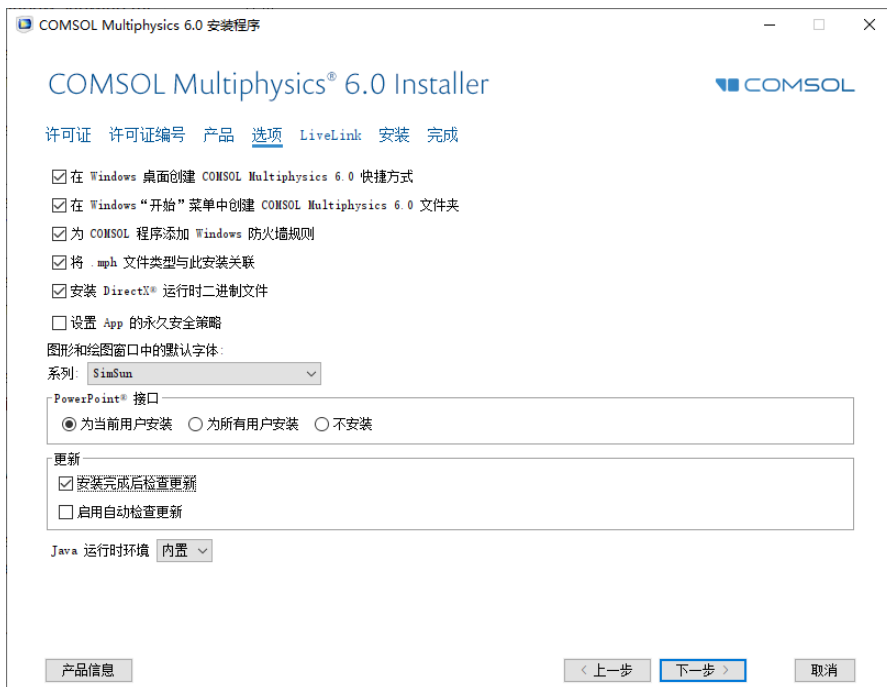 COMSOL Multiphysics 6.0 安装程序
COMSOL Multiphysics® 6.0 Installer
COMSOL
许可证 许可证编号 产品 选项 LiveLink 安装 完成
在 Windows 桌面创建 COMSOL Multiphysics 6.0 快捷方式
在 Windows“开始”菜单中创建 COMSOL Multiphysics 6.0 文件夹
为 COMSOL 程序添加 Windows 防火墙规则
将 .mph 文件类型与此安装关联
安装 DirectX® 运行时二进制文件
设置 App 的永久安全策略
图形和绘图窗口中的默认字体:
系列: SimSun
PowerPoint® 接口
为当前用户安装 为所有用户安装 不安装
更新
安装完成后检查更新
启用自动检查更新
Java 运行时环境 内置
产品信息 < 上一步 下一步 > 取消